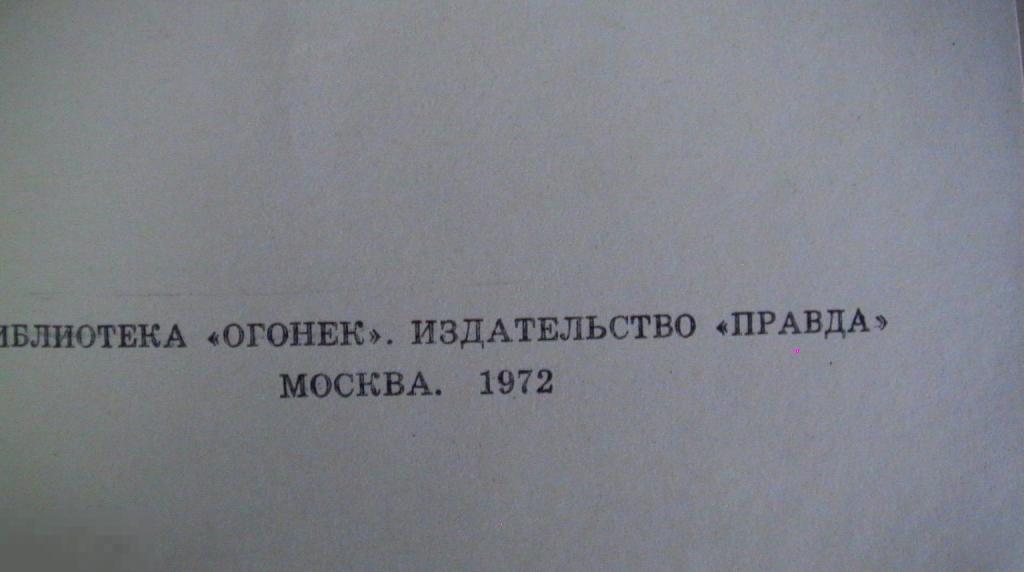 ИБЛИОТЕКА «ОГОНЕК». ИЗДАТЕЛЬСТВО «ПРАВДА»
МОСКВА. 1972